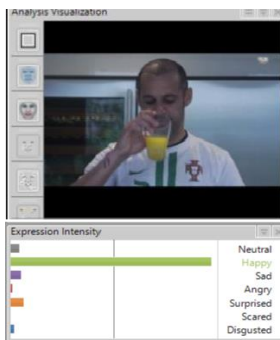 Analysis Visualization
Expression Intensity
Neutral
Happy
Sad
Angry
Surprised
Scared
Disgusted